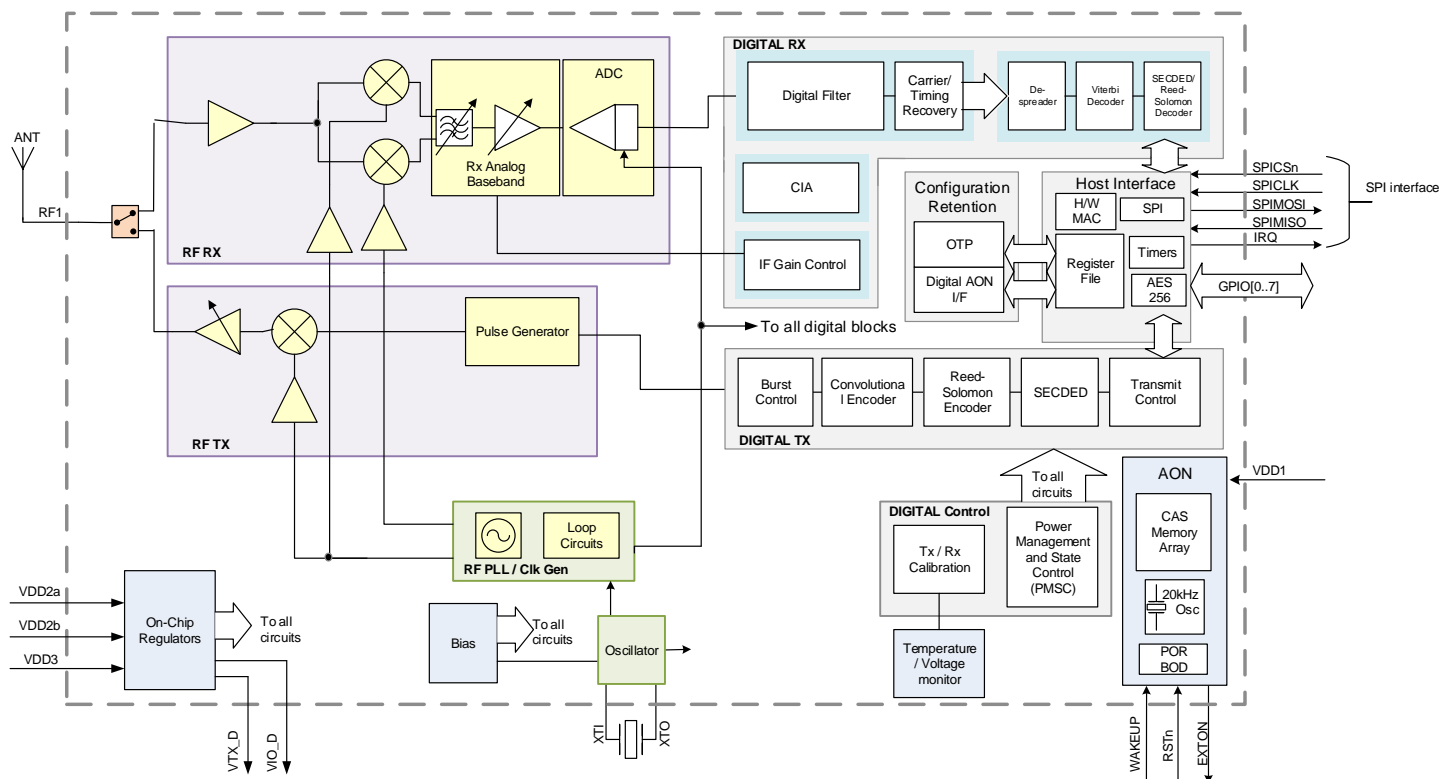 DIGITAL RX
ADC
Digital Filter
Carrier/
Timing
Recovery
De-
spreader
Viterbi
Decoder
SECDED/
Reed-
Solomon
Decoder
ANT
RF1
Rx Analog
Baseband
RF RX
CIA
IF Gain Control
Configuration
Retention
OTP
Digital AON
I/F
Host Interface
H/W
MAC
SPI
Register
File
Timers
AES
256
SPICSn
SPICLK
SPIMOSI
SPIMISO
IRQ
SPI interface
GPIO[0..7]
To all digital blocks
Pulse Generator
RF TX
Burst
Control
Convolutiona
l Encoder
Reed-
Solomon
Encoder
SECDED
Transmit
Control
DIGITAL TX
To all
circuits
DIGITAL Control
Tx / Rx
Calibration
Power
Management
and State
Control
(PMSC)
Temperature
/ Voltage
monitor
AON
CAS
Memory
Array
20kHz
Osc
POR
BOD
VDD1
WAKEUP
RSTn
EXTON
Loop
Circuits
RF PLL / Clk Gen
VDD2a
VDD2b
VDD3
On-Chip
Regulators
To all
circuits
VTX_D
VIO_D
Bias
To all
circuits
Oscillator
XTI
XTO